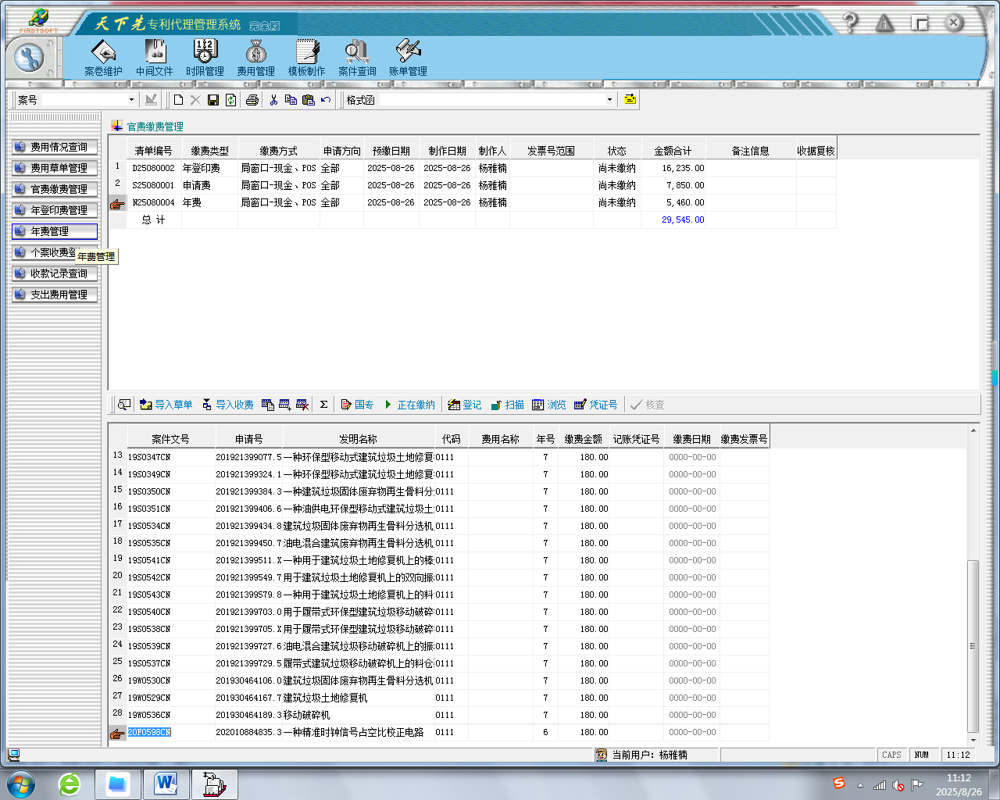 FIRSTSOFT
天下先专利代理管理系统 完全版
案卷维护 中间文件 时限管理 费用管理 模板制作 案件查询 账单管理
案号 格式函
费用情况查询
费用草单管理
官费缴费管理
年登印费管理
年费管理
个案收费登
年费管理
收款记录查询
支出费用管理
官费缴费管理
清单编号 缴费类型 缴费方式 申请方向 预缴日期 制作日期 制作人 发票号范围 状态 金额合计 备注信息 收据复核
1 D25080002 年登印费 局窗口-现金、POS 全部 2025-08-26 2025-08-26 杨雅楠 尚未缴纳 16,235.00
2 S25080001 申请费 局窗口-现金、POS 全部 2025-08-26 2025-08-26 杨雅楠 尚未缴纳 7,850.00
N25080004 年费 局窗口-现金、POS 全部 2025-08-26 2025-08-26 杨雅楠 尚未缴纳 5,460.00
总 计 29,545.00
导入草单 导入收费 Σ 国专 正在缴纳 登记 扫描 浏览 凭证号 核查
案件文号 申请号 发明名称 代码 费用名称 年号 缴费金额 记账凭证号 缴费日期 缴费发票号
13 19S0347CN 201921399077.5 一种环保型移动式建筑垃圾土地修复 0111 7 180.00 0000-00-00
14 19S0349CN 201921399324.1 一种环保型移动式建筑垃圾土地修复 0111 7 180.00 0000-00-00
15 19S0350CN 201921399384.3 一种建筑垃圾固体废弃物再生骨料分 0111 7 180.00 0000-00-00
16 19S0351CN 201921399406.6 一种油供电环保型移动式建筑垃圾土 0111 7 180.00 0000-00-00
17 19S0534CN 201921399434.8 建筑垃圾固体废弃物再生骨料分选机 0111 7 180.00 0000-00-00
18 19S0535CN 201921399450.7 油电混合建筑废弃物再生骨料分选机 0111 7 180.00 0000-00-00
19 19S0541CN 201921399511.X 一种用于建筑垃圾土地修复机上的棒 0111 7 180.00 0000-00-00
20 19S0542CN 201921399549.7 用于建筑垃圾土地修复机上的双向振 0111 7 180.00 0000-00-00
21 19S0543CN 201921399579.8 一种用于建筑垃圾土地修复机上的料 0111 7 180.00 0000-00-00
22 19S0540CN 201921399703.0 用于履带式环保型建筑垃圾移动破碎 0111 7 180.00 0000-00-00
23 19S0538CN 201921399705.X 用于履带式环保型建筑垃圾移动破碎 0111 7 180.00 0000-00-00
24 19S0539CN 201921399727.6 油电混合建筑垃圾移动破碎机上的振 0111 7 180.00 0000-00-00
25 19S0537CN 201921399729.5 履带式建筑垃圾移动破碎机上的料仓 0111 7 180.00 0000-00-00
26 19W0530CN 201930464106.0 建筑垃圾固体废弃物再生骨料分选机 0111 7 180.00 0000-00-00
27 19W0529CN 201930464167.7 建筑垃圾土地修复机 0111 7 180.00 0000-00-00
28 19W0536CN 201930464189.3 移动破碎机 0111 7 180.00 0000-00-00
20F0598CN 202010884835.3 一种精准时钟信号占空比校正电路 0111 6 180.00 0000-00-00
当前用户：杨雅楠 CAPS NUM 11:12
11:12
2025/8/26